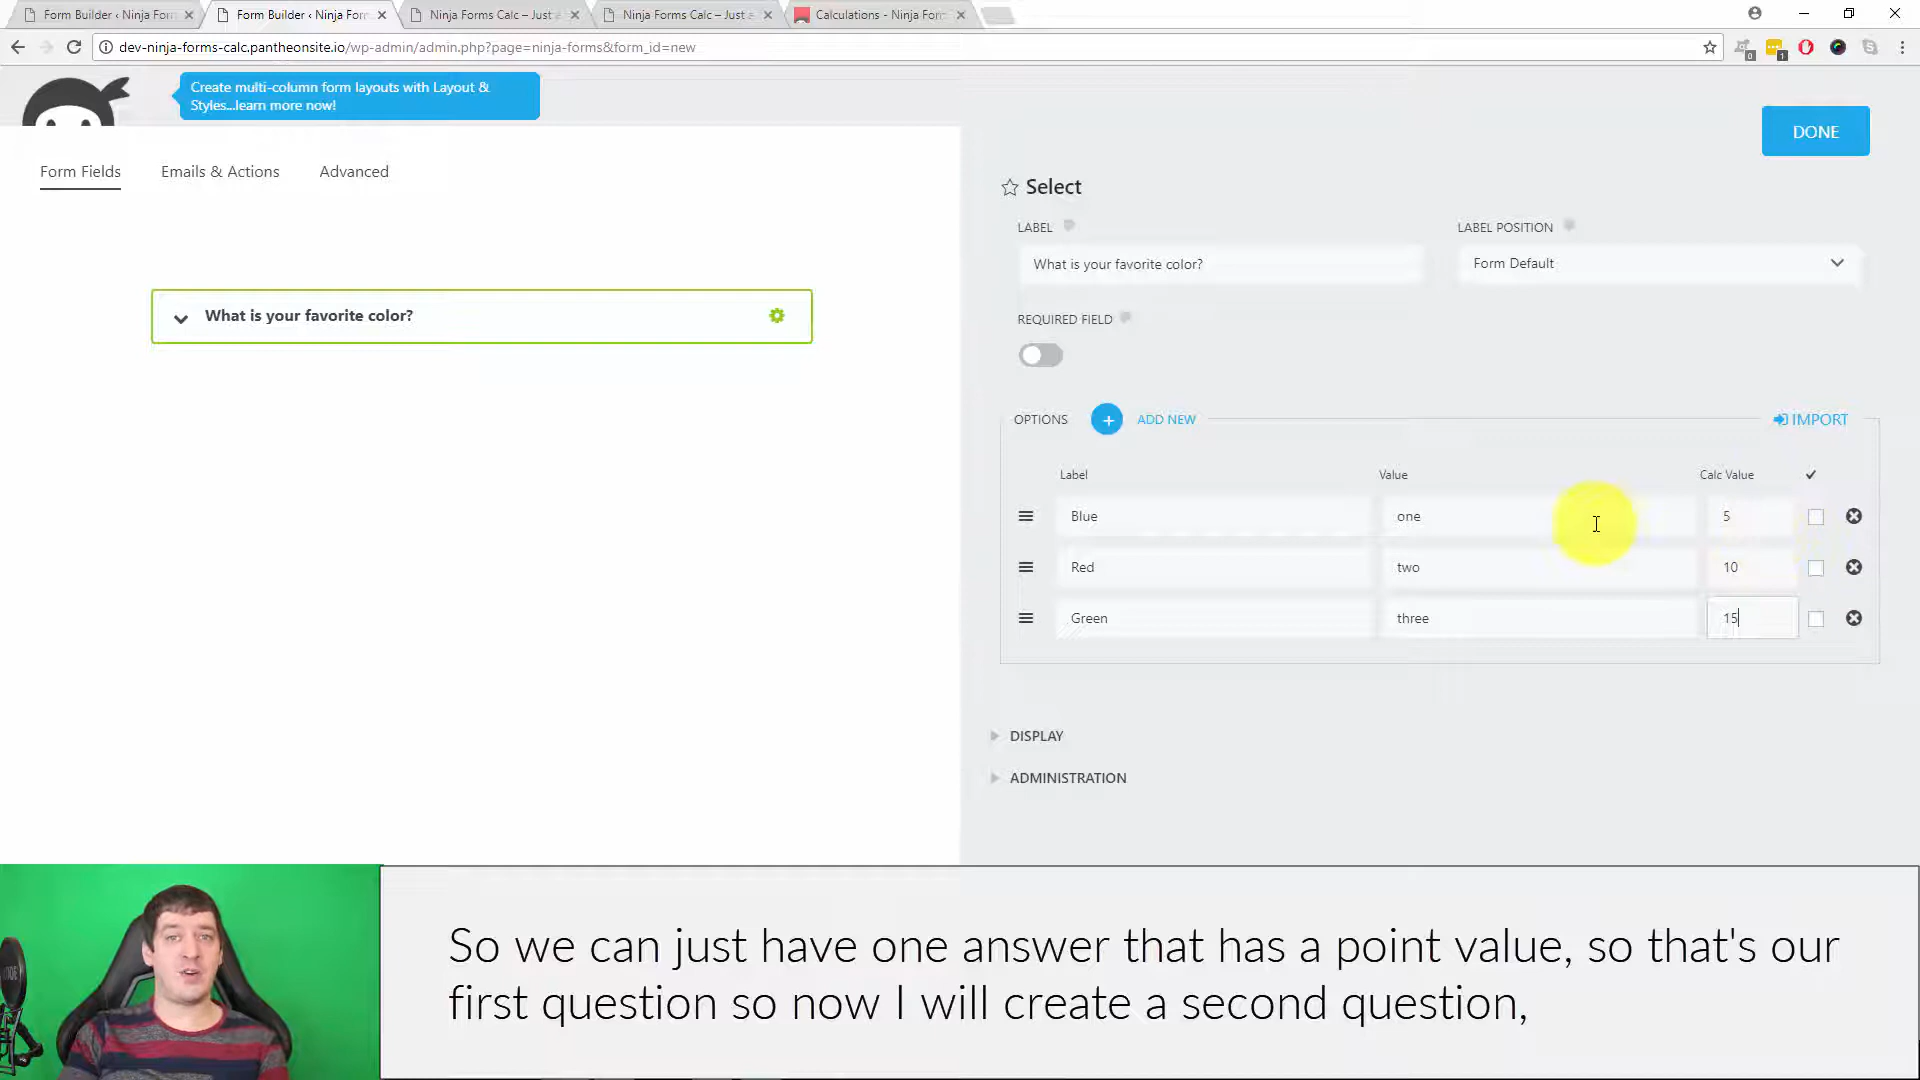 Form Builder ‹ Ninja Form
Form Builder ‹ Ninja For
Ninja Forms Calc – Just a
Ninja Forms Calc – Just a
Calculations - Ninja For
dev-ninja-forms-calc.pantheonsite.io/wp-admin/admin.php?page=ninja-forms&form_id=new
0
1
Create multi-column form layouts with Layout &
Styles...learn more now!
DONE
Form Fields
Emails & Actions
Advanced
Select
LABEL
LABEL POSITION
What is your favorite color?
Form Default
What is your favorite color?
REQUIRED FIELD
OPTIONS
+ ADD NEW
IMPORT
Label
Value
Calc Value
Blue
one
5
Red
two
10
Green
three
15
DISPLAY
ADMINISTRATION
So we can just have one answer that has a point value, so that's our
first question so now I will create a second question,